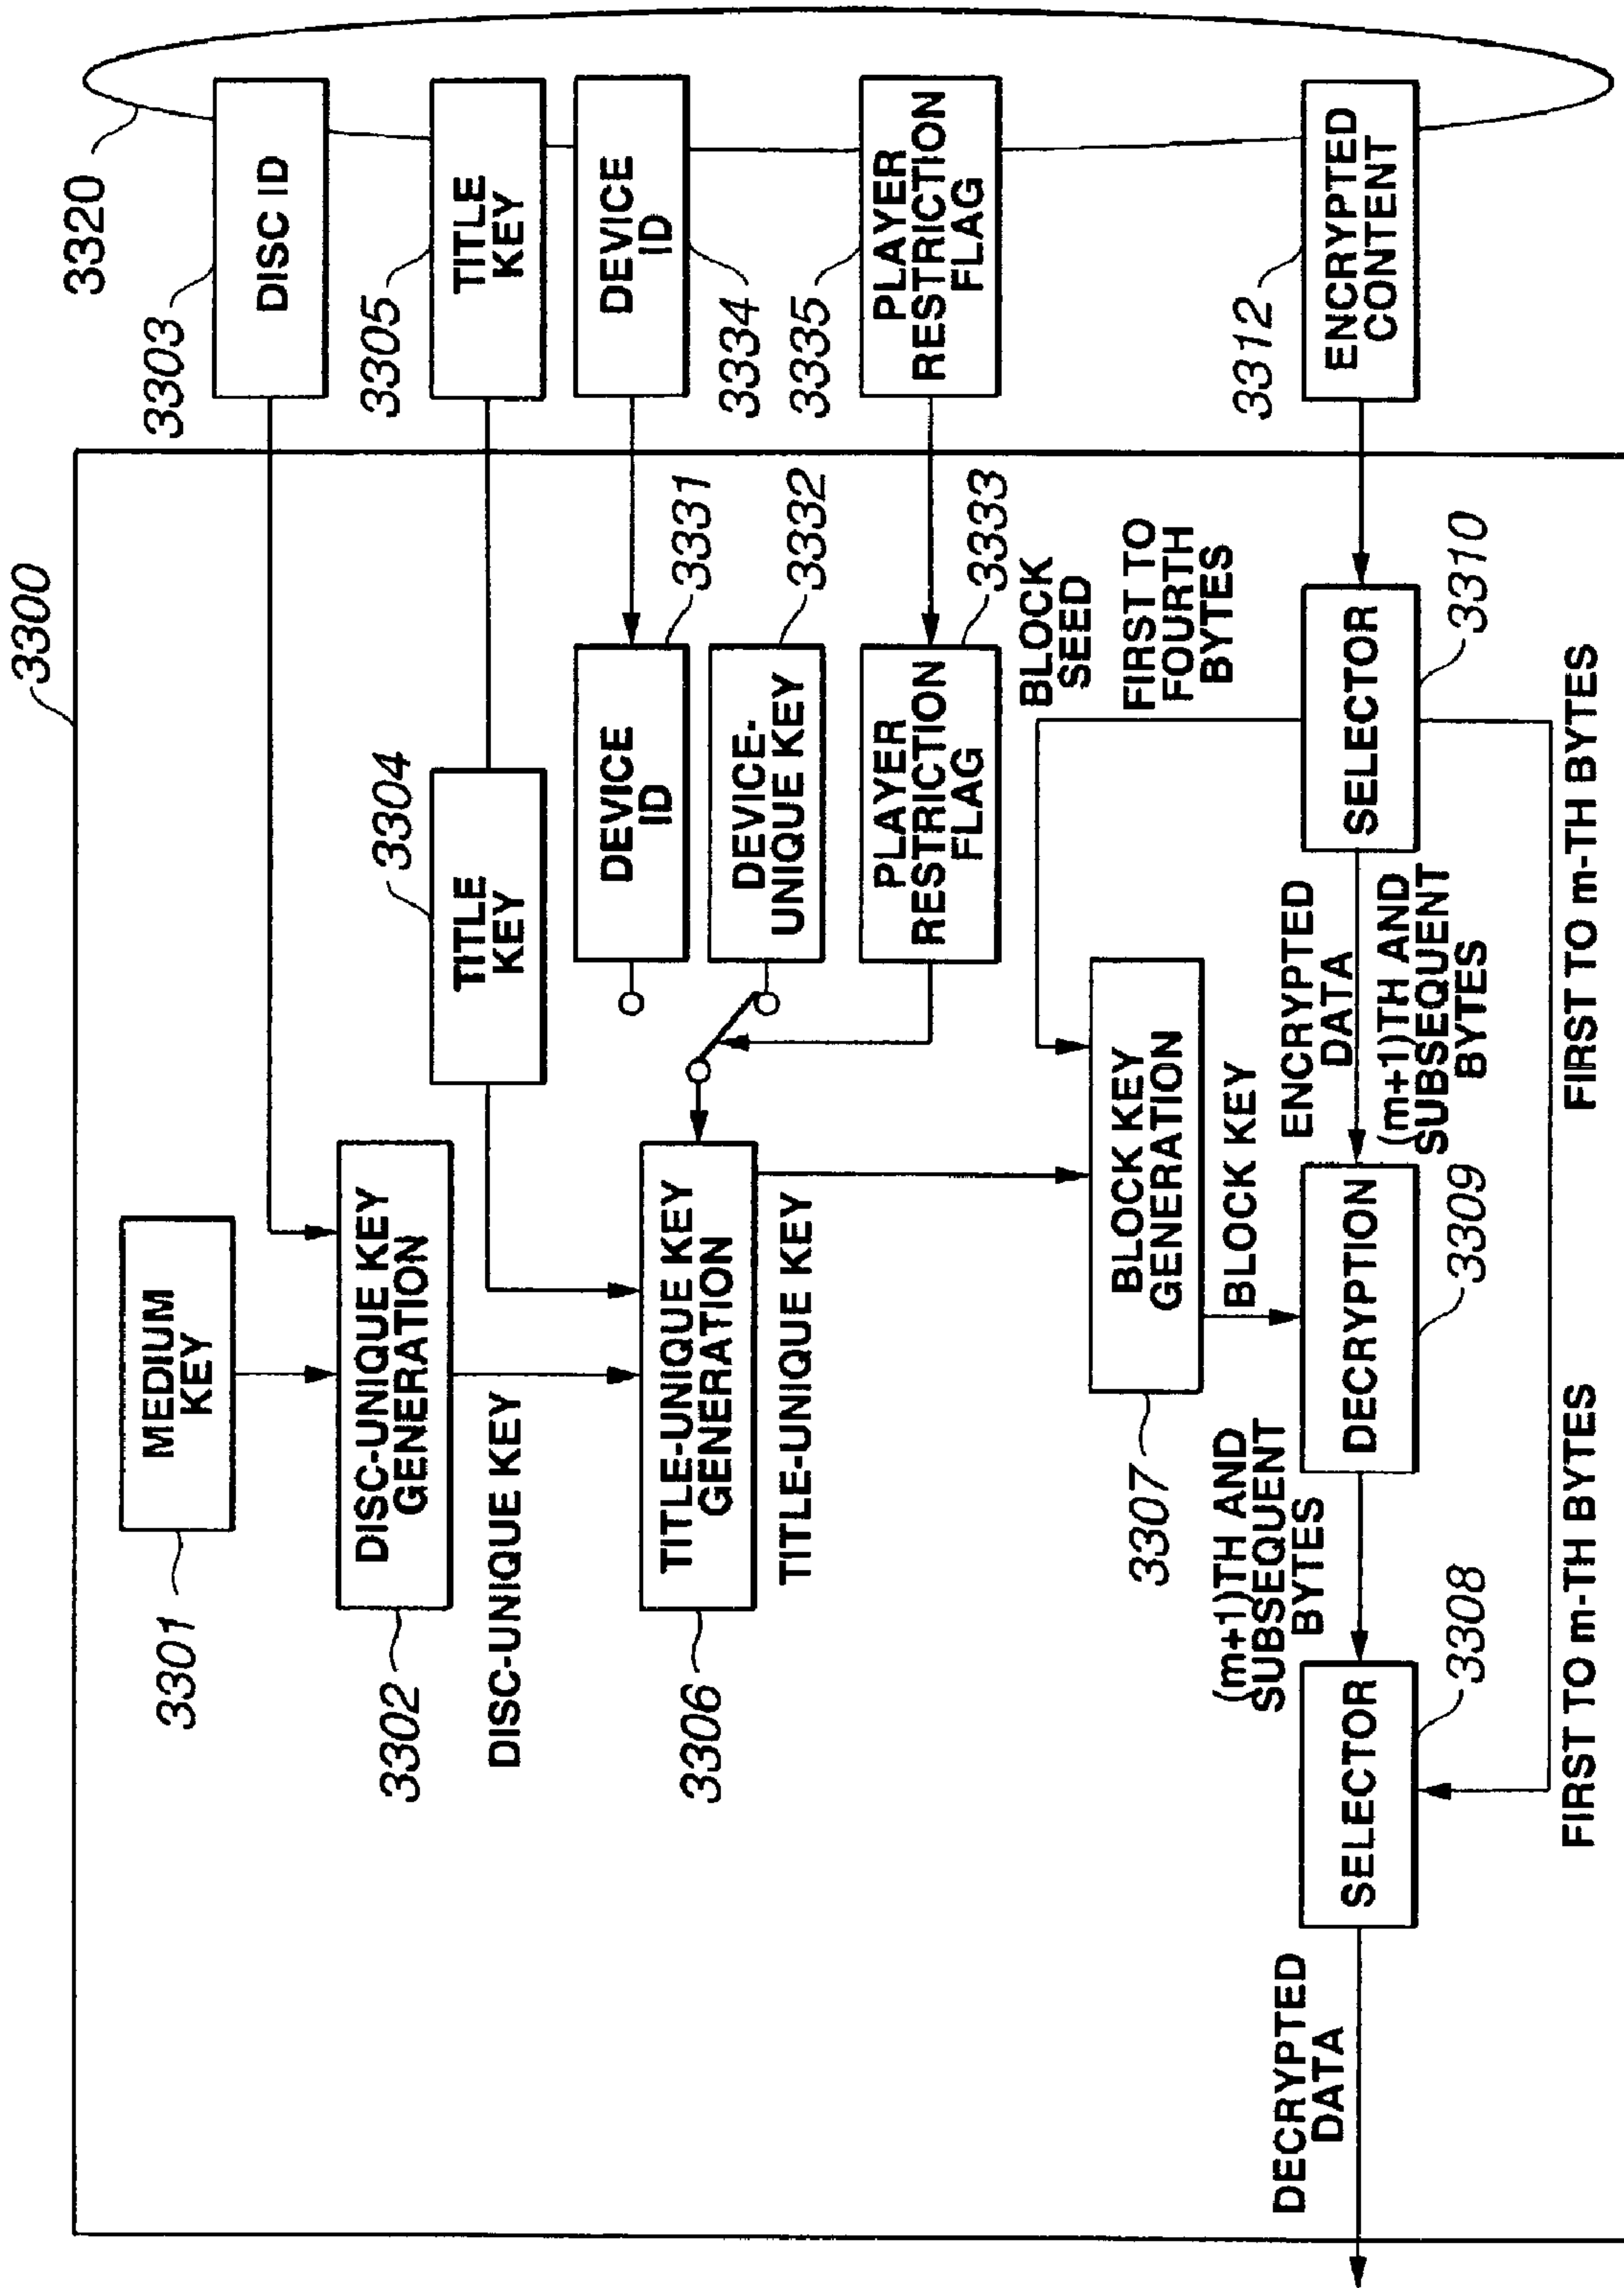 3300
3320
3303
DISC ID
3305
TITLE
KEY
DEVICE
ID
3334
3335
PLAYER
RESTRICTION
FLAG
3312
ENCRYPTED
CONTENT
3304
TITLE
KEY
DEVICE
ID
3331
DEVICE-
UNIQUE KEY
3332
PLAYER
RESTRICTION
FLAG
3333
BLOCK
SEED
FIRST TO
FOURTH
BYTES
SELECTOR
3310
MEDIUM
KEY
3301
DISC-UNIQUE KEY
GENERATION
3302
DISC-UNIQUE KEY
TITLE-UNIQUE KEY
GENERATION
3306
TITLE-UNIQUE KEY
BLOCK KEY
GENERATION
3307
BLOCK KEY
ENCRYPTED
DATA
(m+1)TH AND
SUBSEQUENT
BYTES
FIRST TO m-TH BYTES
DECRYPTION
3309
(m+1)TH AND
SUBSEQUENT
BYTES
SELECTOR
3308
FIRST TO m-TH BYTES
DECRYPTED
DATA